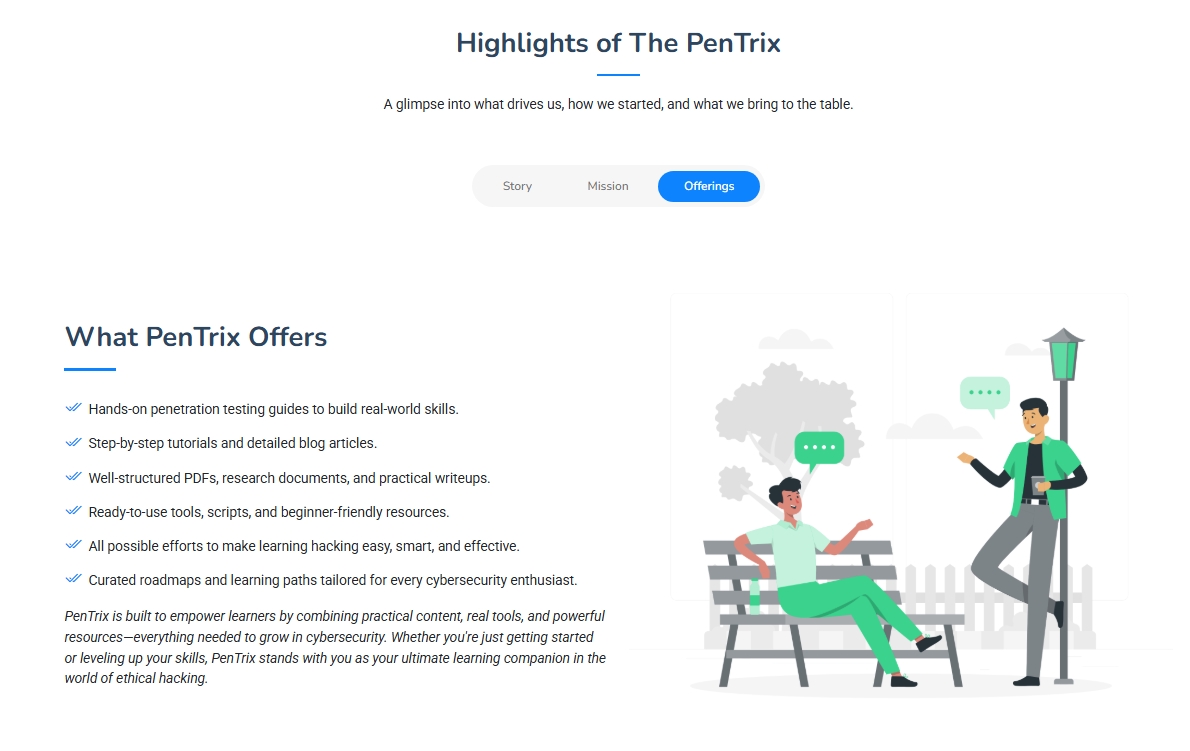 Highlights of The PenTrix
A glimpse into what drives us, how we started, and what we bring to the table.
Story Mission Offerings
What PenTrix Offers
Hands-on penetration testing guides to build real-world skills.
Step-by-step tutorials and detailed blog articles.
Well-structured PDFs, research documents, and practical writeups.
Ready-to-use tools, scripts, and beginner-friendly resources.
All possible efforts to make learning hacking easy, smart, and effective.
Curated roadmaps and learning paths tailored for every cybersecurity enthusiast.
PenTrix is built to empower learners by combining practical content, real tools, and powerful
resources—everything needed to grow in cybersecurity. Whether you're just getting started
or leveling up your skills, PenTrix stands with you as your ultimate learning companion in the
world of ethical hacking.